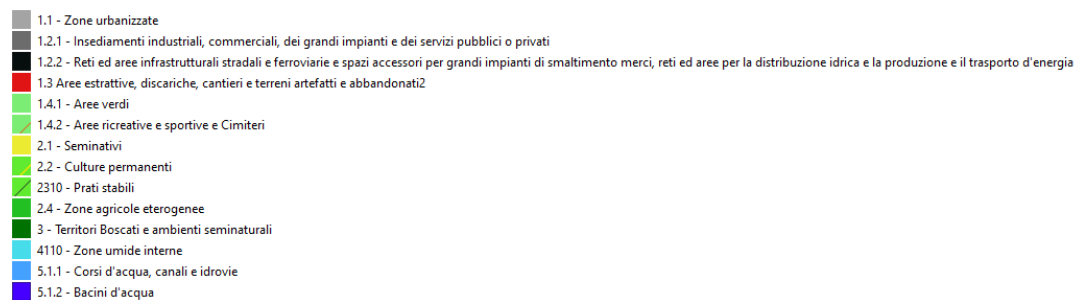 1.1 - Zone urbanizzate
1.2.1 - Insediamenti industriali, commerciali, dei grandi impianti e dei servizi pubblici o privati
1.2.2 - Reti ed aree infrastrutturali stradali e ferroviarie e spazi accessori per grandi impianti di smaltimento merci, reti ed aree per la distribuzione idrica e la produzione e il trasporto d'energia
1.3 Aree estrattive, discariche, cantieri e terreni artefatti e abbandonati2
1.4.1 - Aree verdi
1.4.2 - Aree ricreative e sportive e Cimiteri
2.1 - Seminativi
2.2 - Culture permanenti
2310 - Prati stabili
2.4 - Zone agricole eterogenee
3 - Territori Boscati e ambienti seminaturali
4110 - Zone umide interne
5.1.1 - Corsi d'acqua, canali e idrovie
5.1.2 - Bacini d'acqua